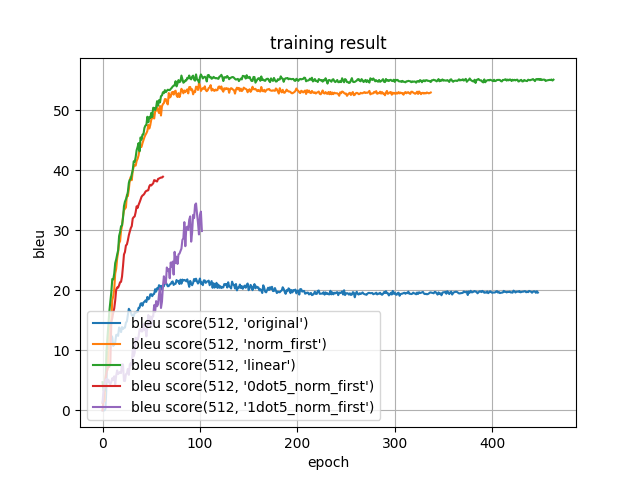 training result
bleu
50
40
30
20
10
0
bleu score(512, 'original')
bleu score(512, 'norm_first')
bleu score(512, 'linear')
bleu score(512, '0dot5_norm_first')
bleu score(512, '1dot5_norm_first')
0 100 200 300 400
epoch